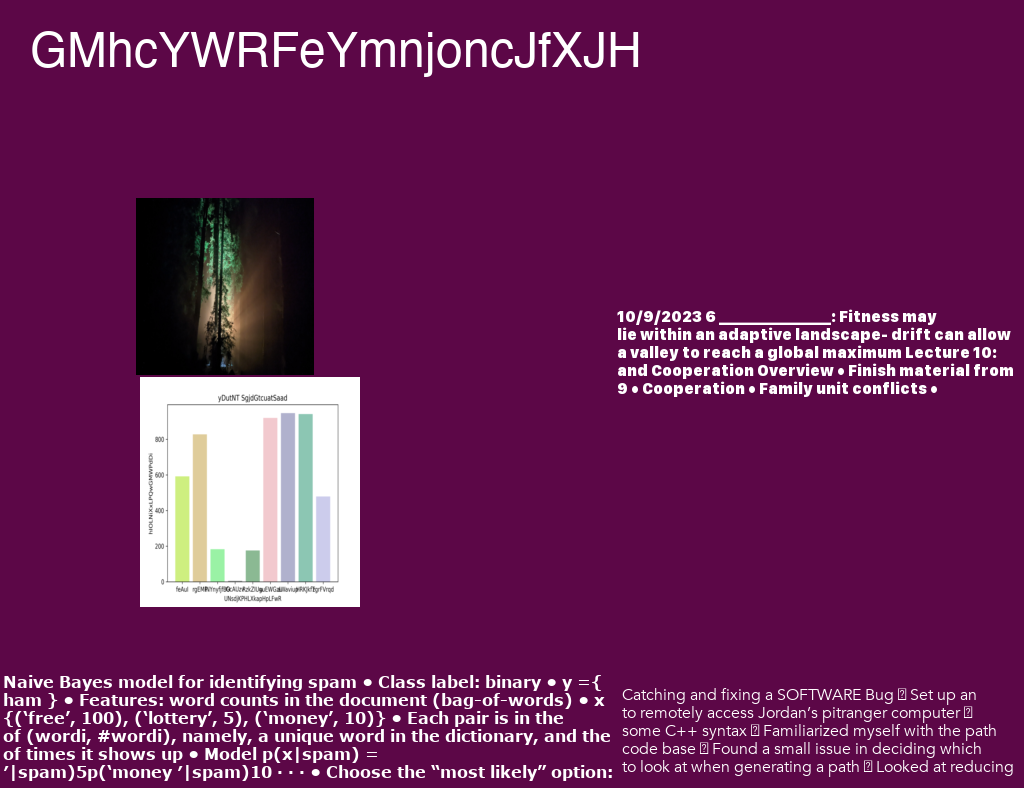 GMhcYWRFeYmnjoncJfXJH
yDutNT SgjdGtcuatSaad
800
600
400
200
0
feAul
UNsdjKPHLXkapHpLFwR
10/9/2023 6 ______________: Fitness may
lie within an adaptive landscape- drift can allow
a valley to reach a global maximum Lecture 10:
and Cooperation Overview • Finish material from
9 • Cooperation • Family unit conflicts •
Naive Bayes model for identifying spam • Class label: binary • y ={
ham } • Features: word counts in the document (bag-of-words) • x
{(‘free’, 100), (‘lottery’, 5), (‘money’, 10)} • Each pair is in the
of (wordi, #wordi), namely, a unique word in the dictionary, and the
of times it shows up • Model p(x|spam) =
’|spam)5p(‘money ’|spam)10 · · · • Choose the “most likely” option:
Catching and fixing a SOFTWARE Bug  Set up an
to remotely access Jordan’s pitranger computer 
some C++ syntax  Familiarized myself with the path
code base  Found a small issue in deciding which
to look at when generating a path  Looked at reducing